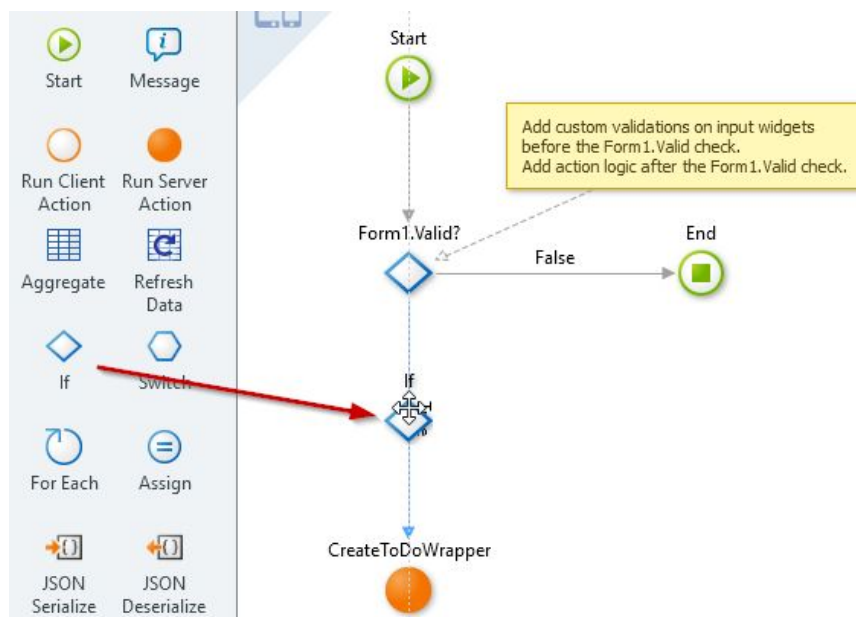 Start
Message
Run Client
Action
Run Server
Action
Aggregate
Refresh
Data
If
Switch
For Each
Assign
JSON
Serialize
JSON
Deserialize
Start
Add custom validations on input widgets
before the Form1.Valid check.
Add action logic after the Form1.Valid check.
Form1.Valid?
False
End
If
CreateToDoWrapper